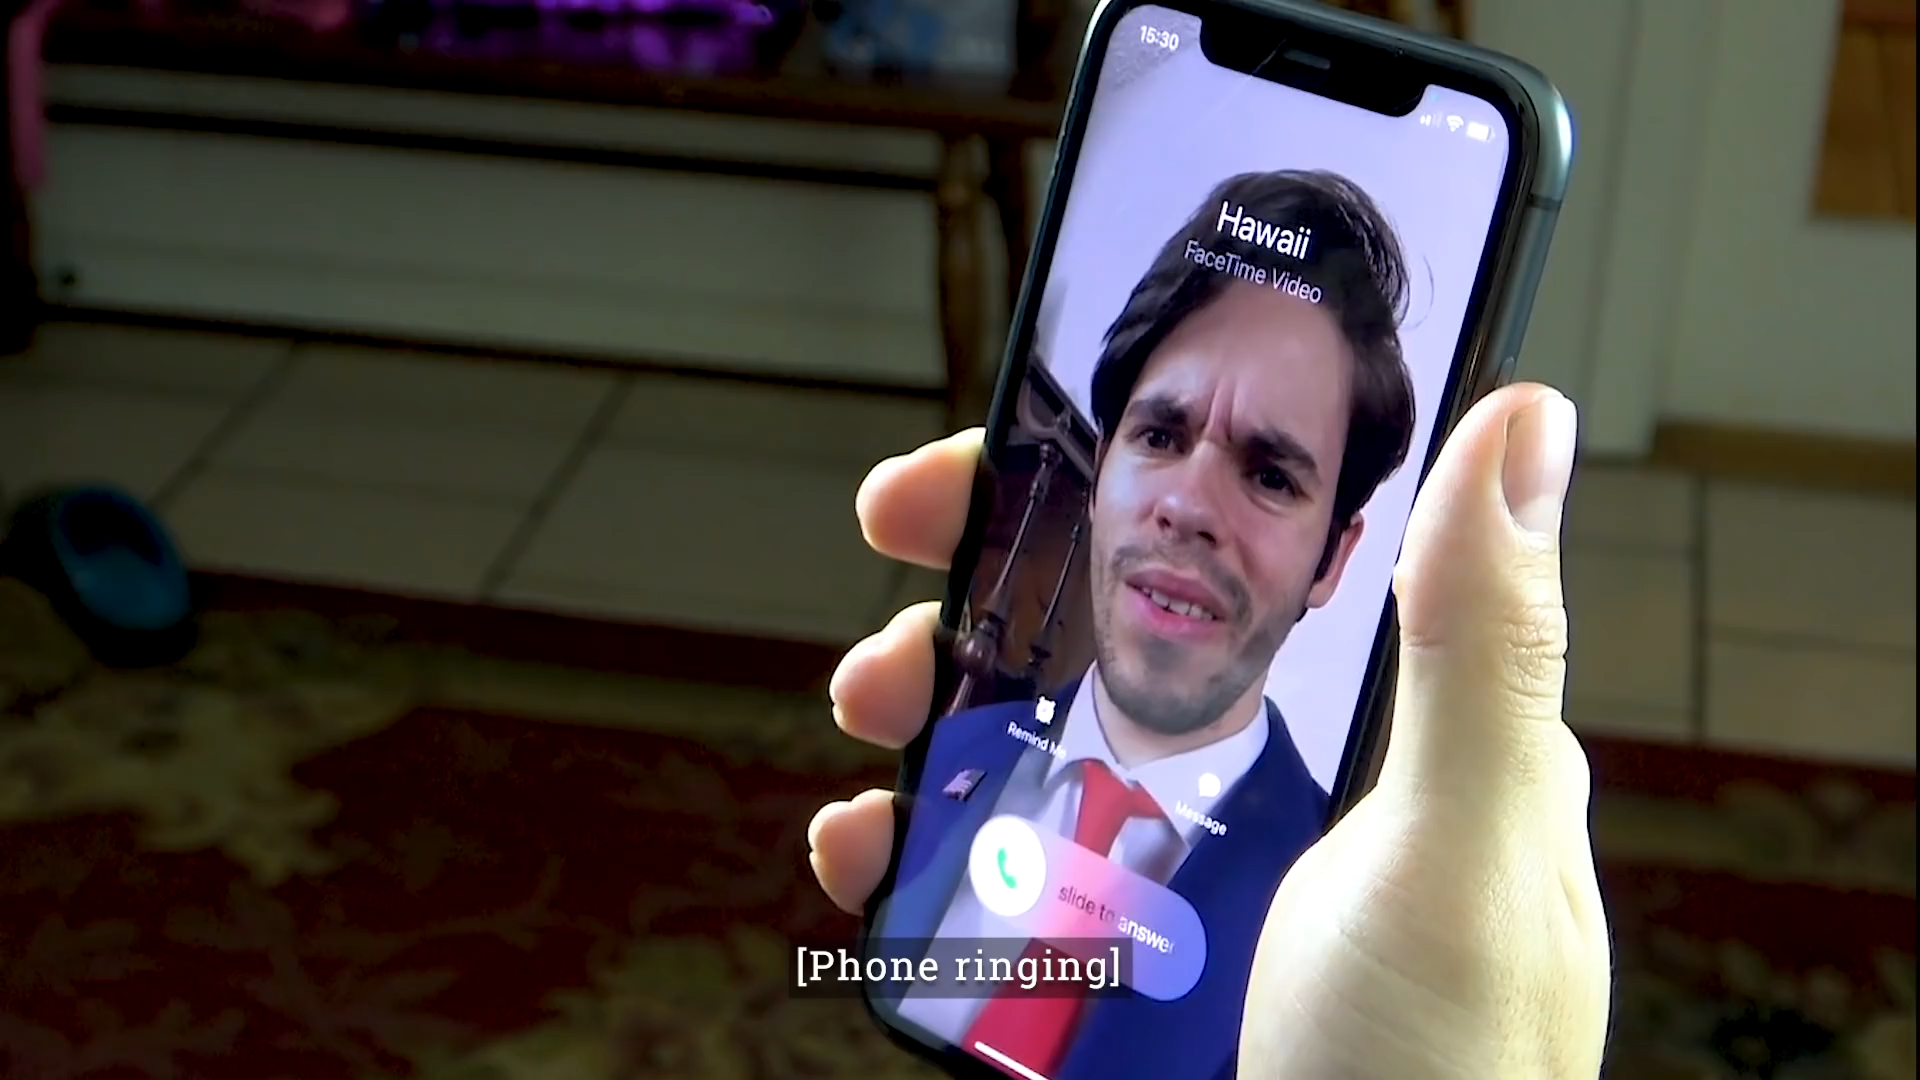 15:30
Hawaii
FaceTime Video
Remind Me
Message
slide to answer
[Phone ringing]